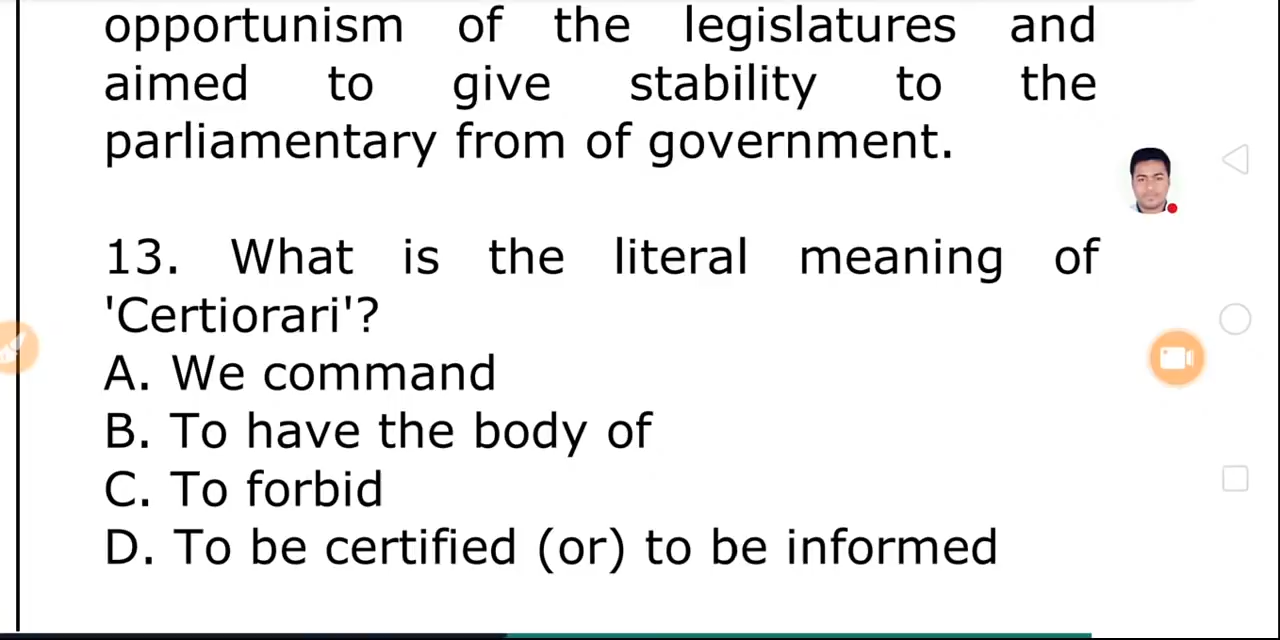 opportunism of the legislatures and
aimed to give stability to the
parliamentary from of government.
13. What is the literal meaning of
'Certiorari'?
A. We command
B. To have the body of
C. To forbid
D. To be certified (or) to be informed